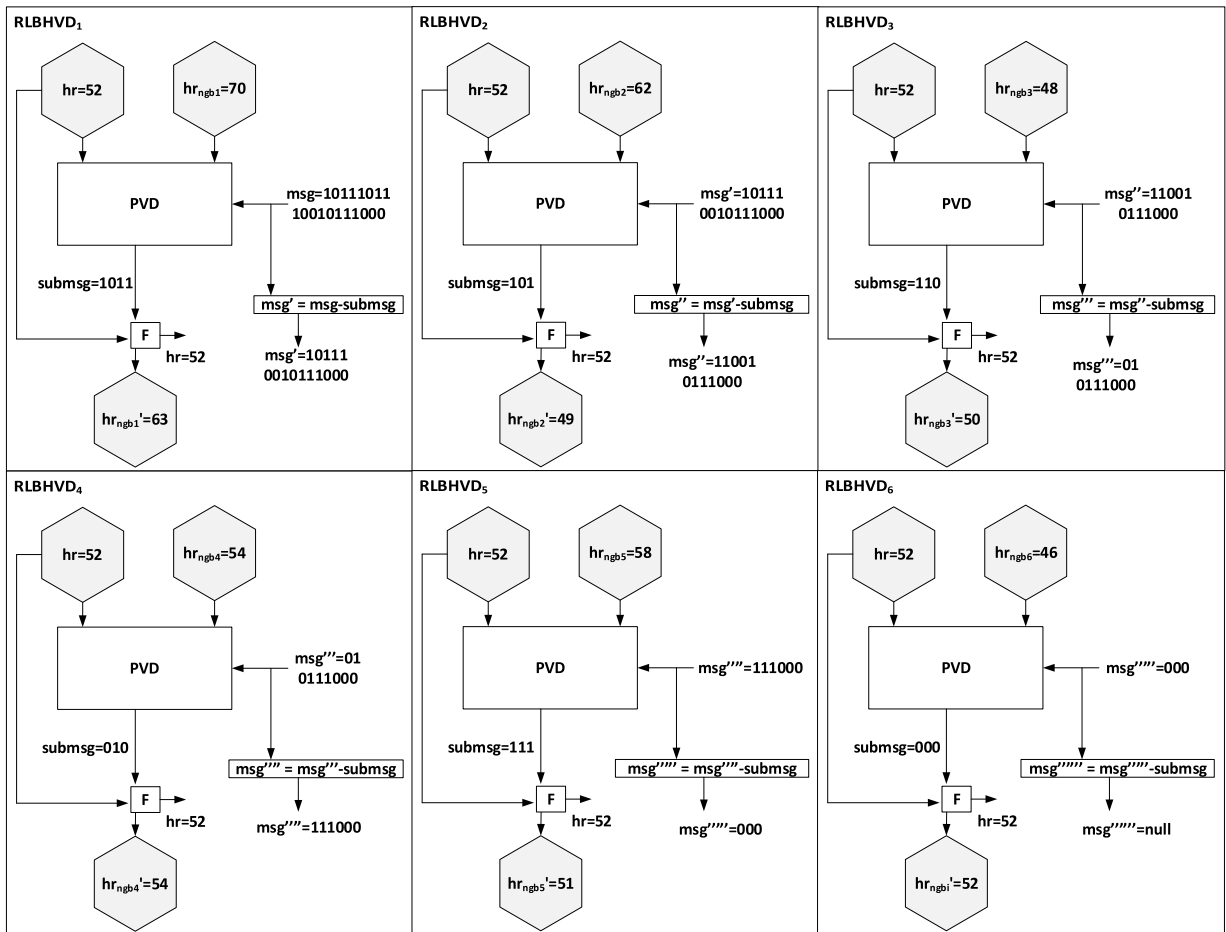 RLBHVD1
hr=52
hrngb1=70
PVD
msg=10111011
10010111000
submsg=1011
msg' = msg-submsg
F
hr=52
msg'=10111
0010111000
hrngb1'=63
RLBHVD2
hr=52
hrngb2=62
PVD
msg'=10111
0010111000
submsg=101
msg'' = msg'-submsg
F
hr=52
msg''=11001
0111000
hrngb2'=49
RLBHVD3
hr=52
hrngb3=48
PVD
msg''=11001
0111000
submsg=110
msg''' = msg''-submsg
F
hr=52
msg'''=01
0111000
hrngb3'=50
RLBHVD4
hr=52
hrngb4=54
PVD
msg'''=01
0111000
submsg=010
msg'''' = msg'''-submsg
F
hr=52
msg''''=111000
hrngb4'=54
RLBHVD5
hr=52
hrngb5=58
PVD
msg''''=111000
submsg=111
msg''''' = msg''''-submsg
F
hr=52
msg'''''=000
hrngb5'=51
RLBHVD6
hr=52
hrngb6=46
PVD
msg'''''=000
submsg=000
msg'''''' = msg'''''-submsg
F
hr=52
msg''''''=null
hrngbi'=52